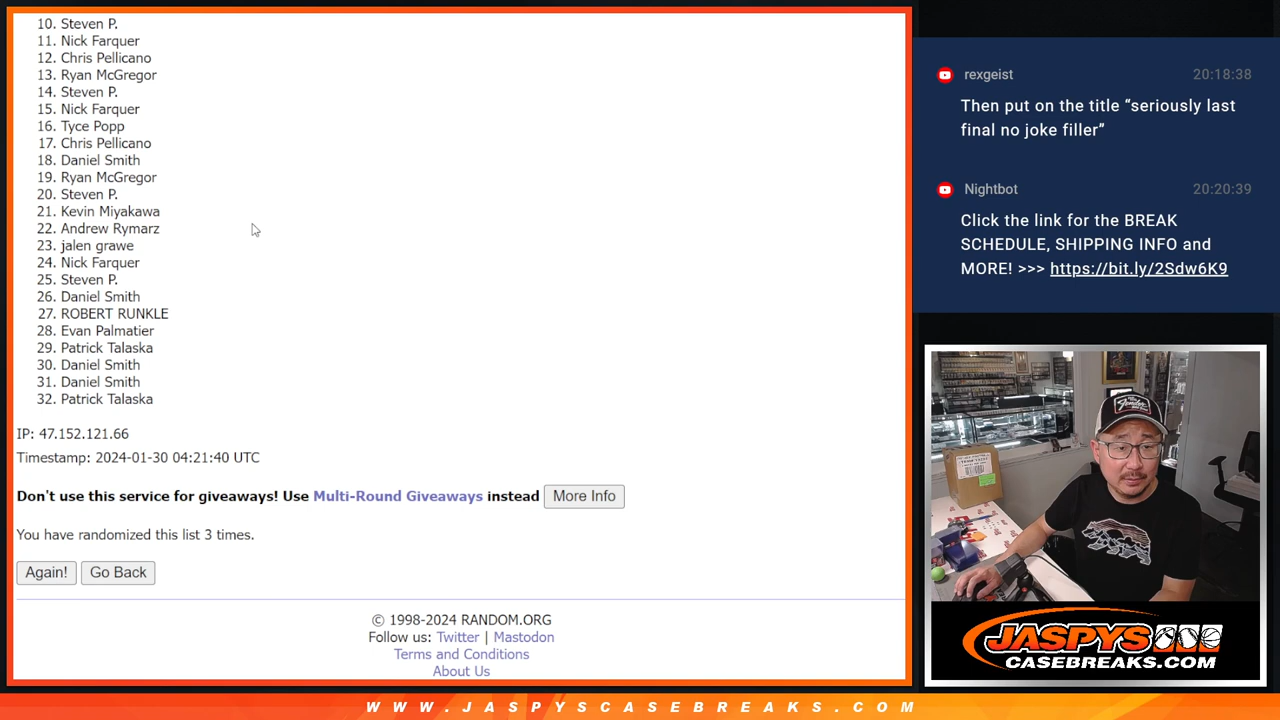 10. Steven P.
11. Nick Farquer
12. Chris Pellicano
13. Ryan McGregor
14. Steven P.
15. Nick Farquer
16. Tyce Popp
17. Chris Pellicano
18. Daniel Smith
19. Ryan McGregor
20. Steven P.
21. Kevin Miyakawa
22. Andrew Rymarz
23. jalen grawe
24. Nick Farquer
25. Steven P.
26. Daniel Smith
27. ROBERT RUNKLE
28. Evan Palmatier
29. Patrick Talaska
30. Daniel Smith
31. Daniel Smith
32. Patrick Talaska
IP: 47.152.121.66
Timestamp: 2024-01-30 04:21:40 UTC
Don't use this service for giveaways! Use Multi-Round Giveaways instead More Info
You have randomized this list 3 times.
Again! Go Back
© 1998-2024 RANDOM.ORG
Follow us: Twitter | Mastodon
Terms and Conditions
About Us
rexgeist 20:18:38
Then put on the title “seriously last
final no joke filler”
Nightbot 20:20:39
Click the link for the BREAK
SCHEDULE, SHIPPING INFO and
MORE! >>> https://bit.ly/2Sdw6K9
JASPYS
CASEBREAKS.COM
WWW.JASPYSCASEBREAKS.COM